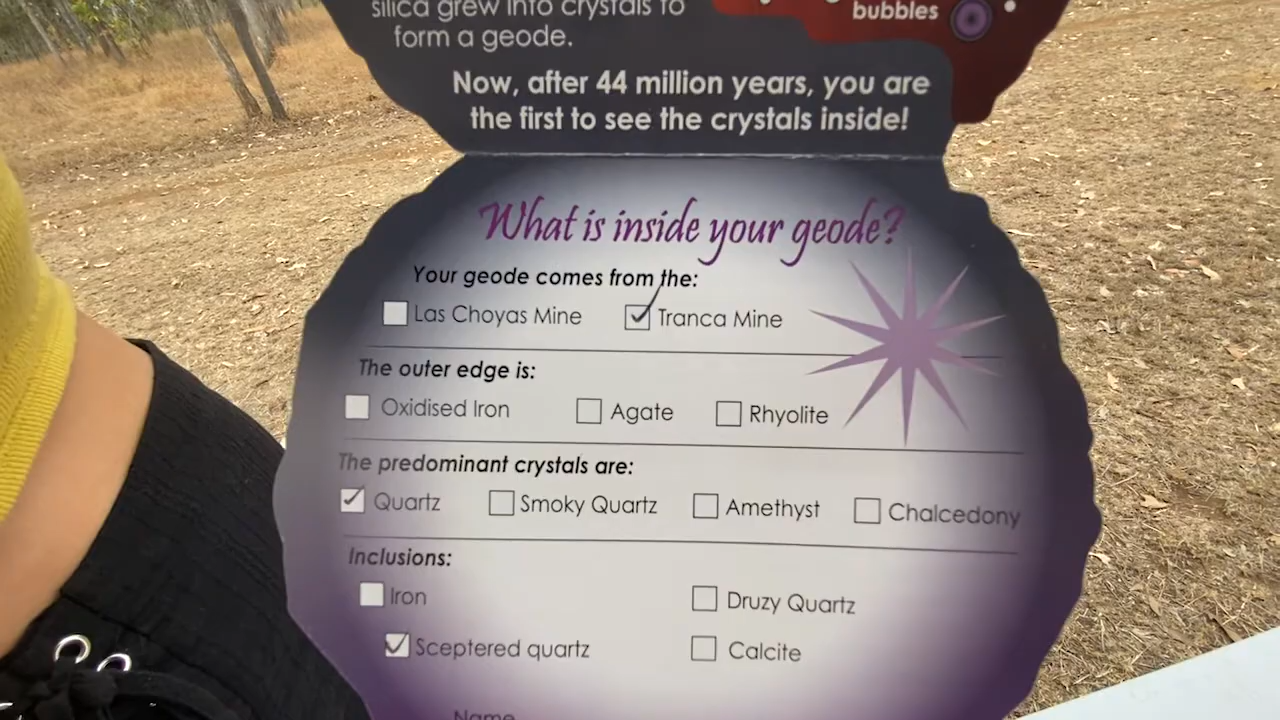 silica grew into crystals to
form a geode.
bubbles
Now, after 44 million years, you are
the first to see the crystals inside!
What is inside your geode?
Your geode comes from the:
Las Choyas Mine Tranca Mine
The outer edge is:
Oxidised Iron Agate Rhyolite
The predominant crystals are:
Quartz Smoky Quartz Amethyst Chalcedony
Inclusions:
Iron Druzy Quartz
Sceptered quartz Calcite
Name